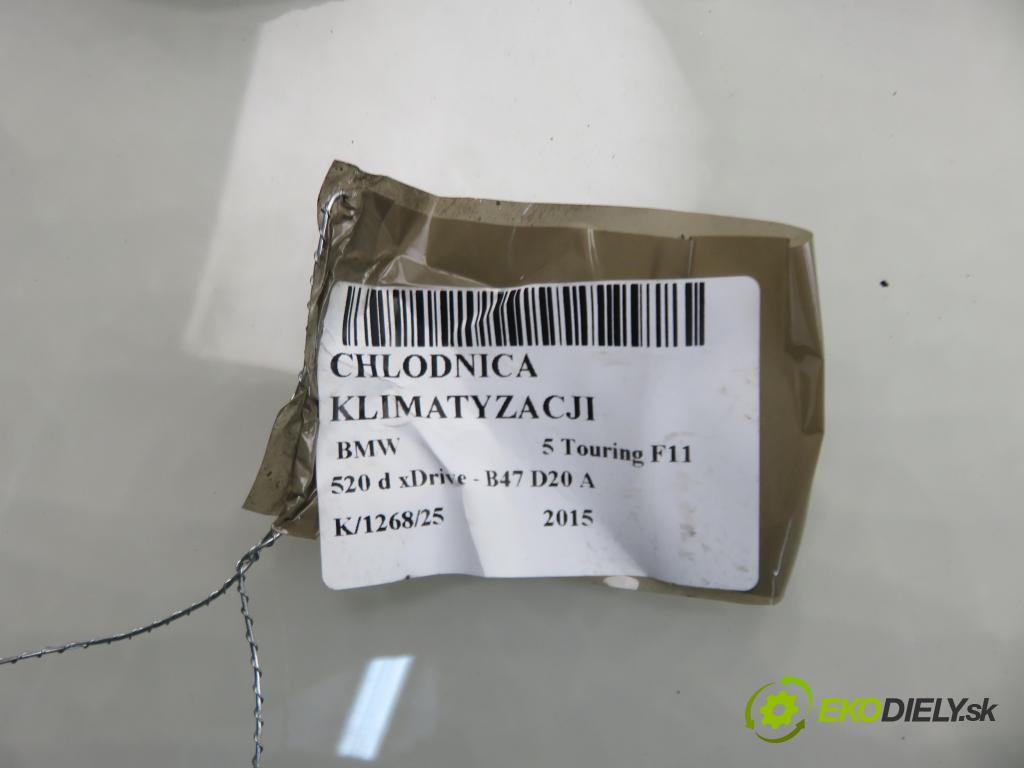 CHLODNICA
KLIMATYZACJI
BMW 5 Touring F11
520 d xDrive - B47 D20 A
K/1268/25 2015
EKODIELY.sk